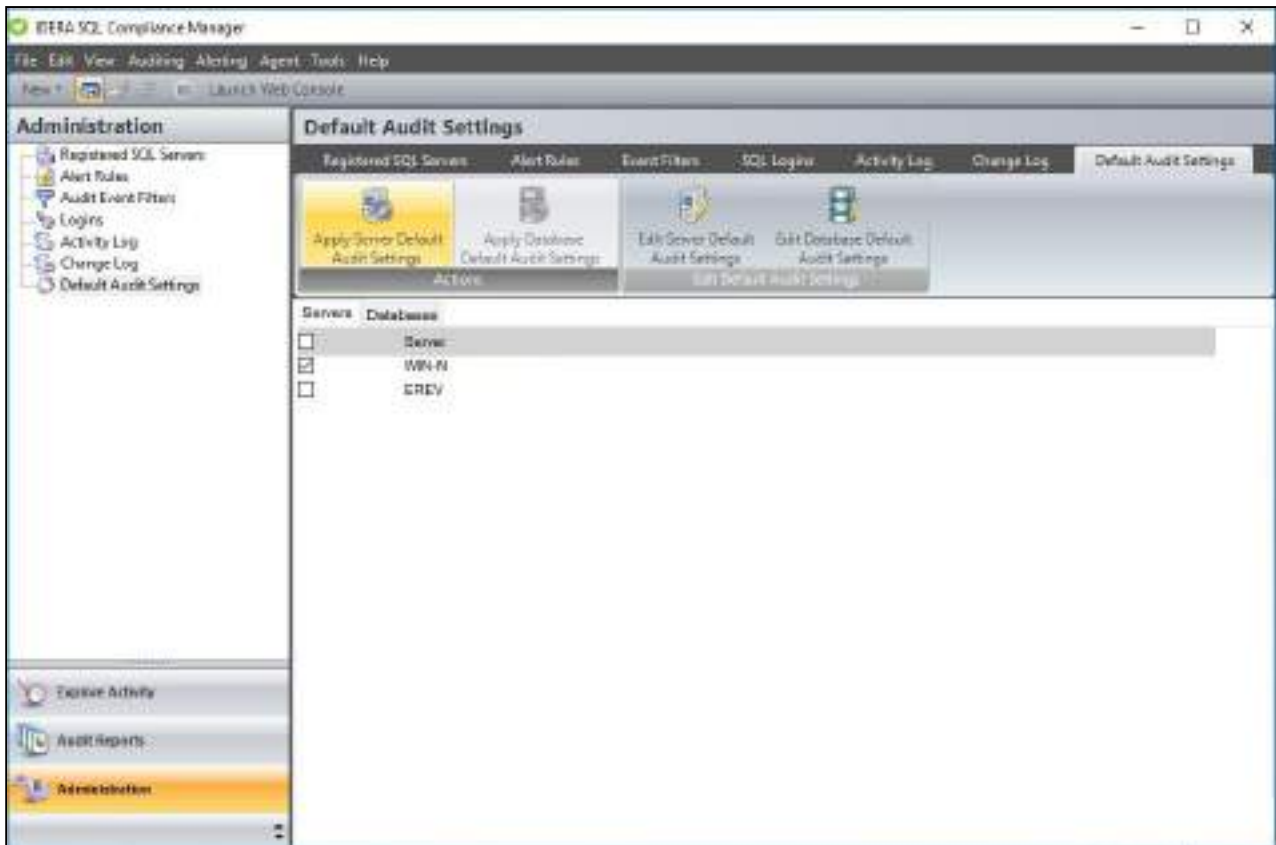 IDERA SQL Compliance Manager
File Edit View Auditing Alerting Agent Tools Help
New Launch Web Console
Administration
Registered SQL Servers
Alert Rules
Audit Event Filters
Logins
Activity Log
Change Log
Default Audit Settings
Explore Activity
Audit Reports
Administration
Default Audit Settings
Registered SQL Servers Alert Rules Event Filters SQL Logins Activity Log Change Log Default Audit Settings
Apply Server Default
Audit Settings
Apply Database
Default Audit Settings
Actions
Edit Server Default
Audit Settings
Edit Database Default
Audit Settings
Edit Default Audit Settings
Servers Databases
Server
WIN-N
EREV